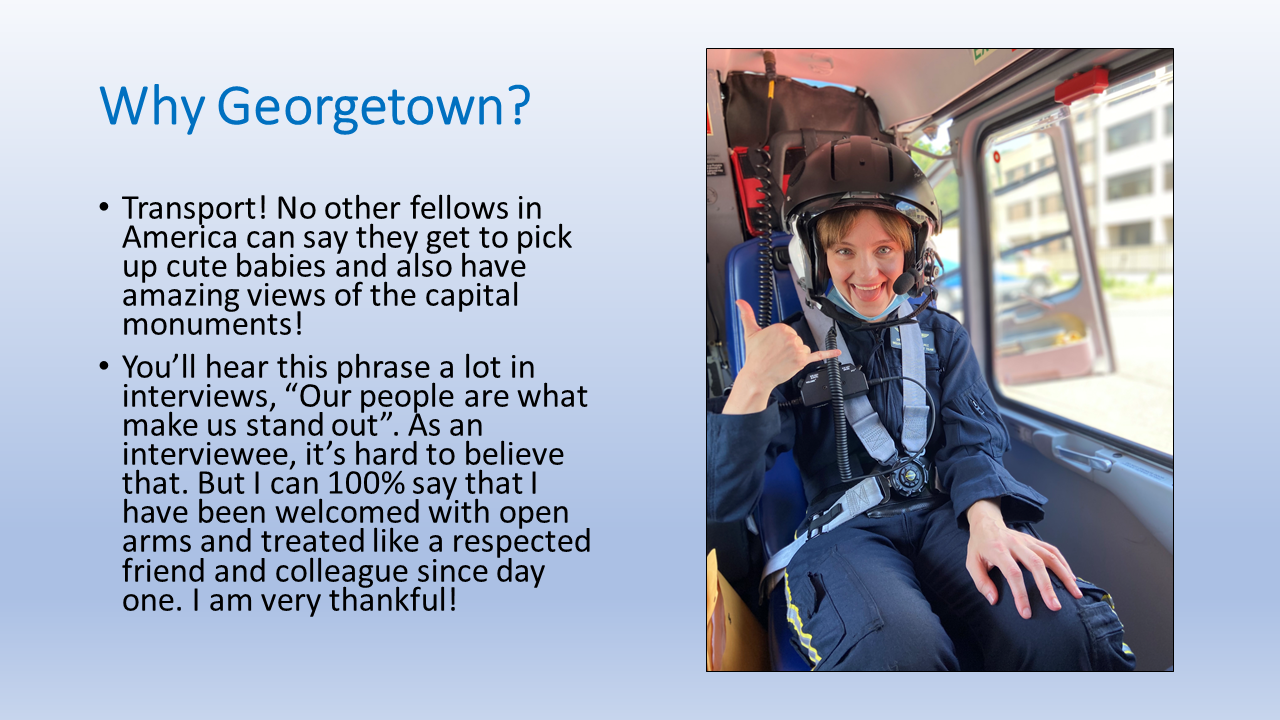 Why Georgetown?
• Transport! No other fellows in
America can say they get to pick
up cute babies and also have
amazing views of the capital
monuments!
• You’ll hear this phrase a lot in
interviews, “Our people are what
make us stand out”. As an
interviewee, it’s hard to believe
that. But I can 100% say that I
have been welcomed with open
arms and treated like a respected
friend and colleague since day
one. I am very thankful!